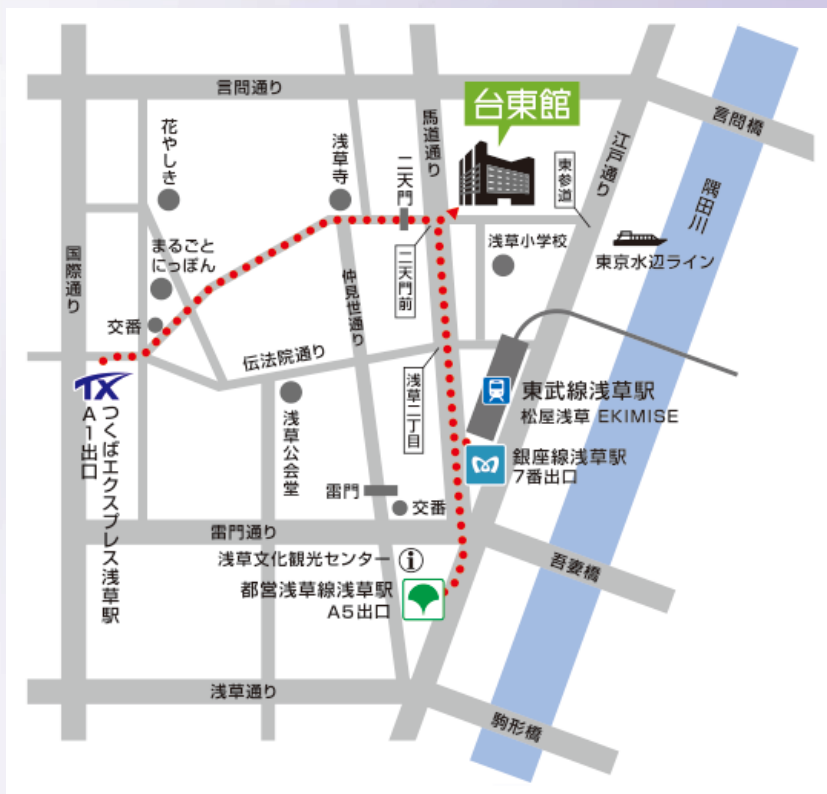 言問通り
台東館
言問橋
花やしき
浅草寺
二天門
馬道通り
東参道
江戸通り
隅田川
国際通り
まるごと
にっぽん
仲見世通り
二天門前
浅草小学校
東京水辺ライン
交番
伝法院通り
浅草二丁目
東武線浅草駅
松屋浅草 EKIMISE
TX
つくばエクスプレス浅草駅
A1出口
浅草公会堂
銀座線浅草駅
7番出口
雷門
交番
雷門通り
吾妻橋
浅草文化観光センター
i
都営浅草線浅草駅
A5出口
浅草通り
駒形橋